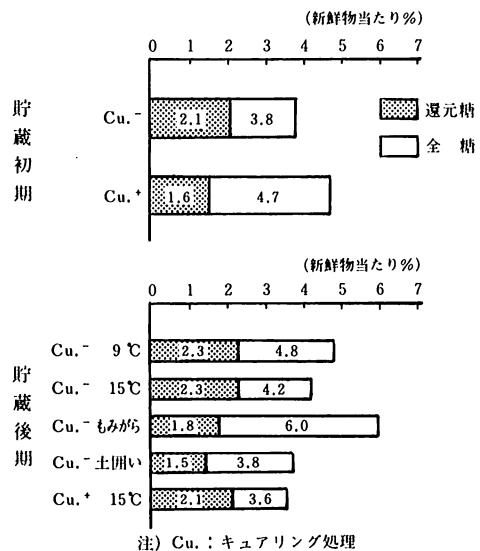 (新鮮物当たり%)
0 1 2 3 4 5 6 7
貯蔵初期
Cu.⁻ 2.1 3.8
Cu.⁺ 1.6 4.7
還元糖
全 糖
(新鮮物当たり%)
0 1 2 3 4 5 6 7
貯蔵後期
Cu.⁻ 9℃ 2.3 4.8
Cu.⁻ 15℃ 2.3 4.2
Cu.⁻ もみがら 1.8 6.0
Cu.⁻ 土囲い 1.5 3.8
Cu.⁺ 15℃ 2.1 3.6
注) Cu.:キュアリング処理